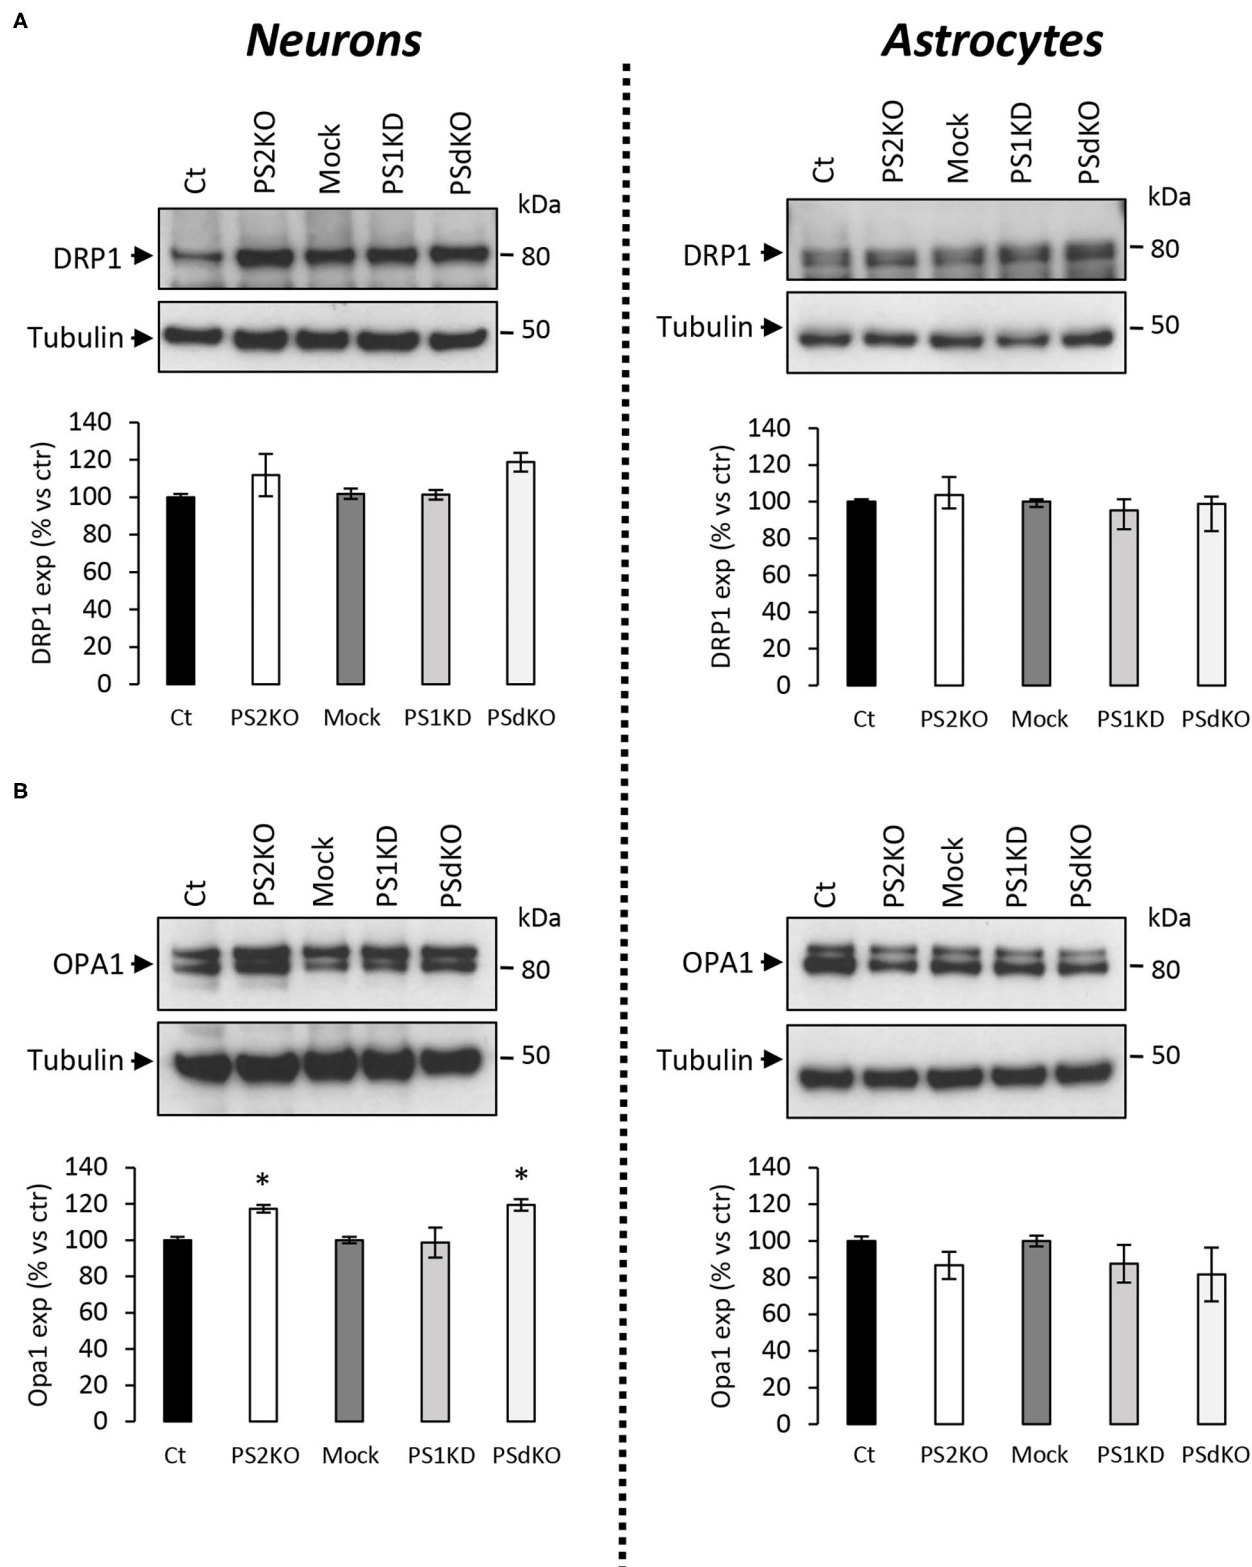 A
Neurons
Astrocytes
Ct
PS2KO
Mock
PS1KD
PSdKO
kDa
DRP1
80
Tubulin
50
Ct
PS2KO
Mock
PS1KD
PSdKO
kDa
DRP1
80
Tubulin
50
DRP1 exp (% vs ctr)
140
120
100
80
60
40
20
0
Ct PS2KO Mock PS1KD PSdKO
DRP1 exp (% vs ctr)
140
120
100
80
60
40
20
0
Ct PS2KO Mock PS1KD PSdKO
B
Ct
PS2KO
Mock
PS1KD
PSdKO
kDa
OPA1
80
Tubulin
50
Ct
PS2KO
Mock
PS1KD
PSdKO
kDa
OPA1
80
Tubulin
50
Opa1 exp (% vs ctr)
140
120
100
80
60
40
20
0
*
*
Ct PS2KO Mock PS1KD PSdKO
Opa1 exp (% vs ctr)
140
120
100
80
60
40
20
0
Ct PS2KO Mock PS1KD PSdKO